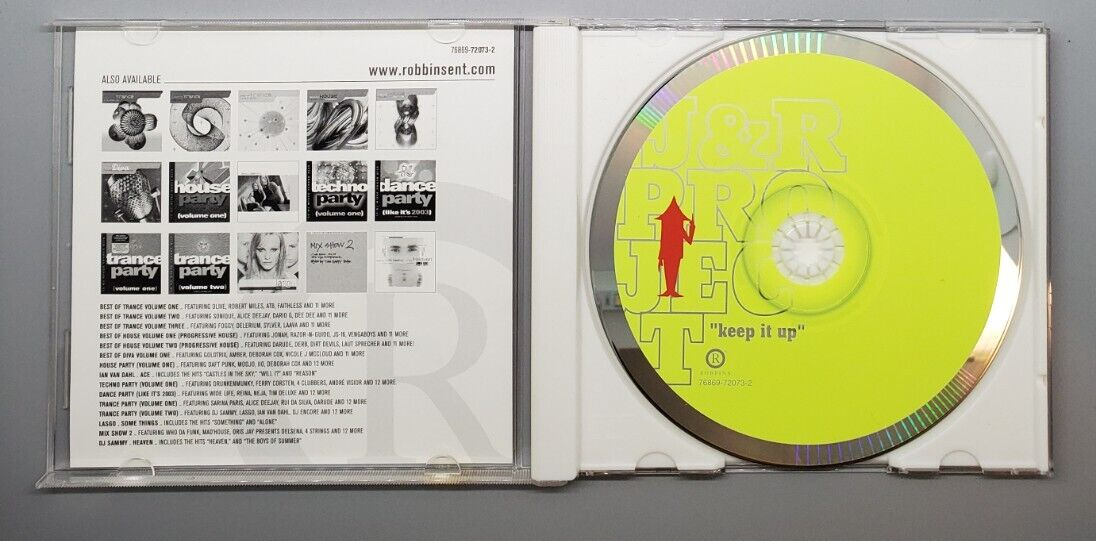 76869-72073-2
ALSO AVAILABLE
www.robbinsent.com
HOUSE
Diva
house
party
(volume one)
techno
party
(volume one)
dance
party
(like it's 2003)
trance
party
(volume one)
trance
party
(volume two)
MIX SHOW 2
BEST OF TRANCE VOLUME ONE .. FEATURING OLIVE, ROBERT MILES, ATB, FAITHLESS AND 11 MORE
BEST OF TRANCE VOLUME TWO .. FEATURING SONIQUE, ALICE DEEJAY, DARIO G, DEE DEE AND 11 MORE
BEST OF TRANCE VOLUME THREE .. FEATURING FOGGY, DELERIUM, SYLVER, LAAVA AND 11 MORE
BEST OF HOUSE VOLUME ONE (PROGRESSIVE HOUSE) .. FEATURING JONAH, RAZOR-N-GUIDO, JS-16, VENGABOYS AND 11 MORE
BEST OF HOUSE VOLUME TWO (PROGRESSIVE HOUSE) .. FEATURING DARUDE, DERB, DIRT DEVILS, LAUT SPRECHER AND 11 MORE!
BEST OF DIVA VOLUME ONE .. FEATURING GOLDTRIX, AMBER, DEBORAH COX, NICOLE J MCCLOUD AND 11 MORE
HOUSE PARTY (VOLUME ONE) .. FEATURING DAFT PUNK, MODJO, IIO, DEBORAH COX AND 12 MORE
IAN VAN DAHL . ACE .. INCLUDES THE HITS "CASTLES IN THE SKY," "WILL I" AND "REASON"
TECHNO PARTY (VOLUME ONE) .. FEATURING DRUNKENMUNKY, FERRY CORSTEN, 4 CLUBBERS, ANDRE VISIOR AND 12 MORE
DANCE PARTY (LIKE IT'S 2003) .. FEATURING WIDE LIFE, REINA, NEJA, TIM DELUXE AND 12 MORE
TRANCE PARTY (VOLUME ONE) .. FEATURING SARINA PARIS, ALICE DEEJAY, RUI DA SILVA, DARUDE AND 12 MORE
TRANCE PARTY (VOLUME TWO) .. FEATURING DJ SAMMY, LASGO, IAN VAN DAHL, DJ ENCORE AND 12 MORE
LASGO . SOME THINGS .. INCLUDES THE HITS "SOMETHING" AND "ALONE"
MIX SHOW 2 .. FEATURING WHO DA FUNK, MAD'HOUSE, ORIS JAY PRESENTS DELSENA, 4 STRINGS AND 12 MORE
DJ SAMMY . HEAVEN .. INCLUDES THE HITS "HEAVEN," AND "THE BOYS OF SUMMER"
R
J&R
PRO
JEC
T
"keep it up"
R
ROBBINS
76869-72073-2